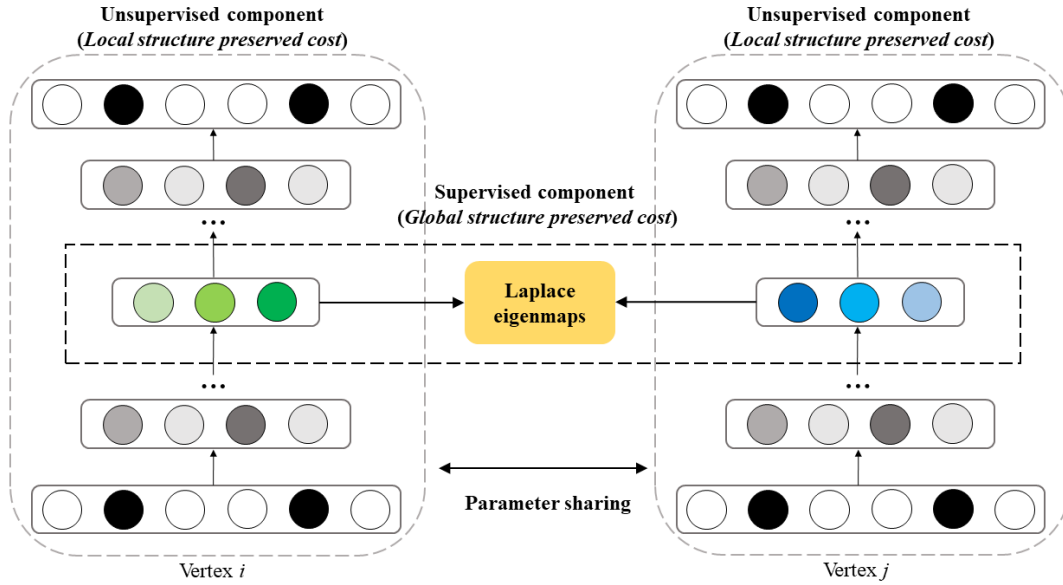 Unsupervised component
(Local structure preserved cost)
Unsupervised component
(Local structure preserved cost)
Supervised component
(Global structure preserved cost)
...
...
Laplace
eigenmaps
...
...
Parameter sharing
Vertex i
Vertex j